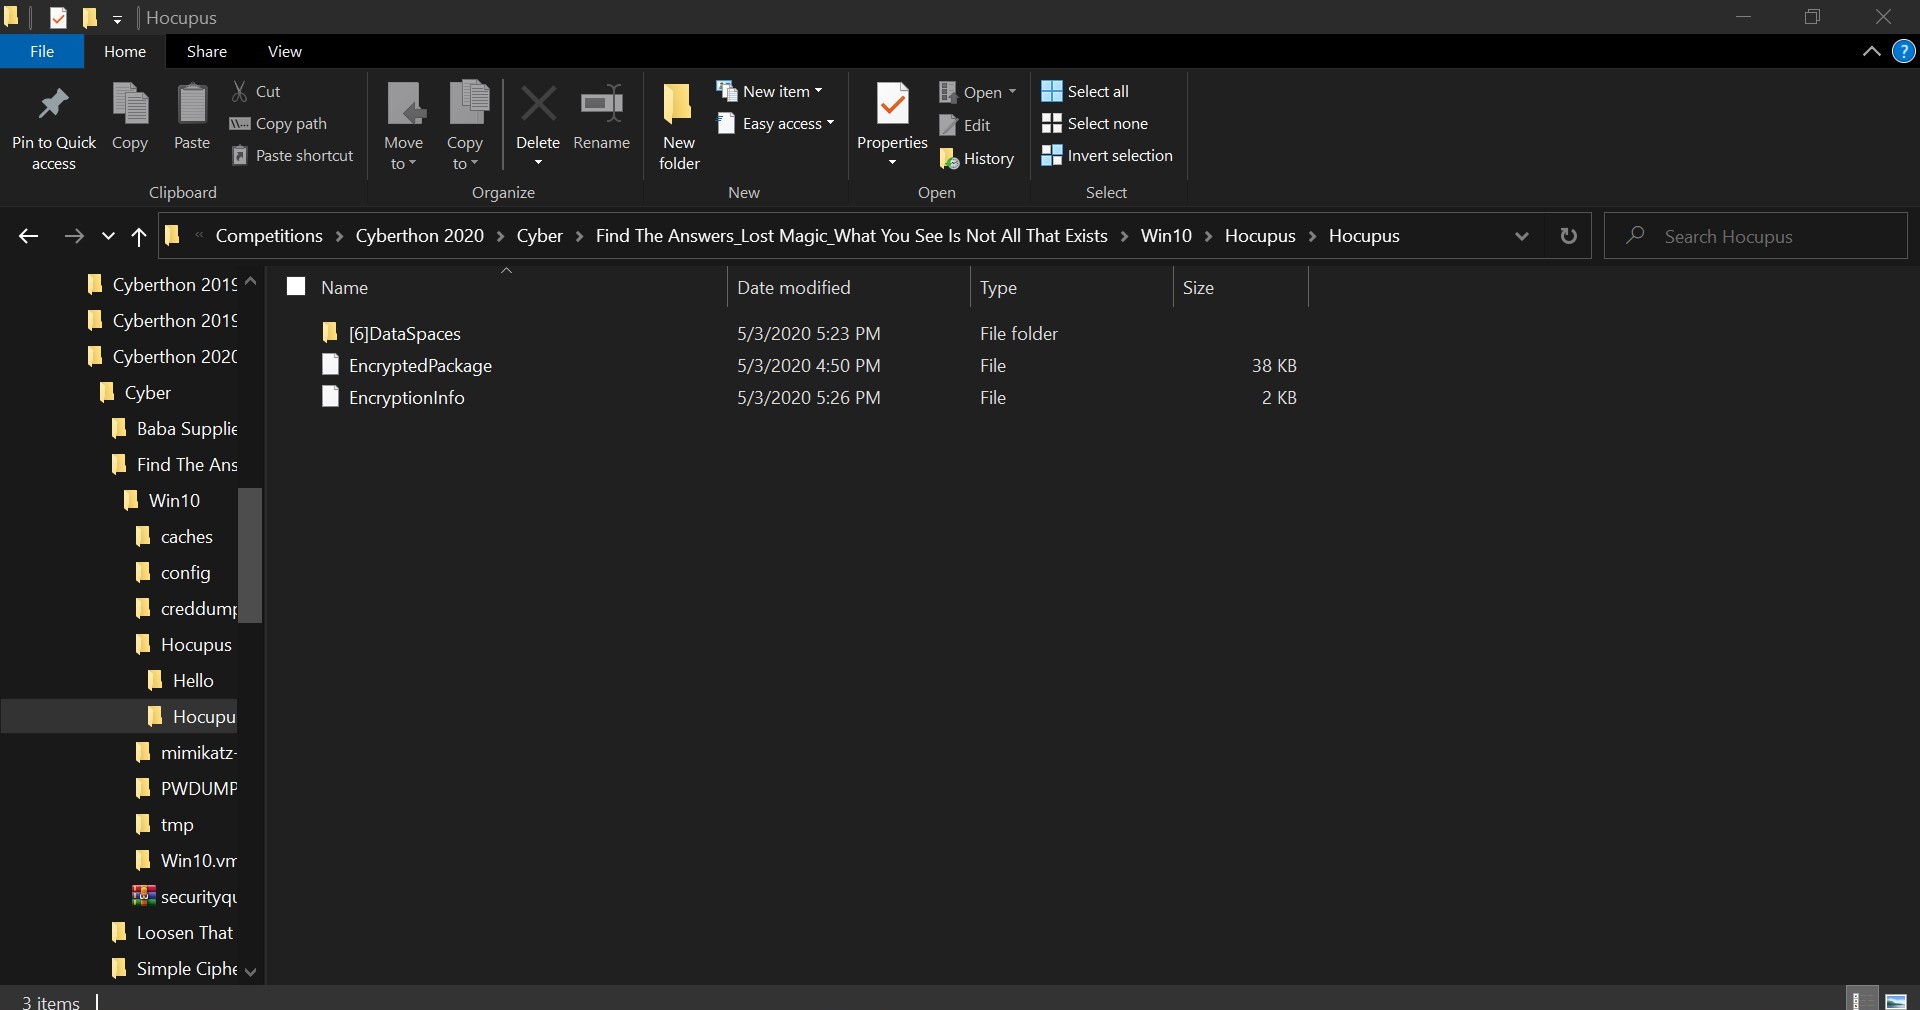 Hocupus
File Home Share View
Pin to Quick access
Copy
Paste
Cut
Copy path
Paste shortcut
Clipboard
Move to
Copy to
Delete
Rename
Organize
New folder
New item
Easy access
New
Properties
Open
Edit
History
Open
Select all
Select none
Invert selection
Select
« Competitions > Cyberthon 2020 > Cyber > Find The Answers_Lost Magic_What You See Is Not All That Exists > Win10 > Hocupus > Hocupus
Search Hocupus
Cyberthon 2019
Cyberthon 2019
Cyberthon 2020
Cyber
Baba Supplie
Find The Ans
Win10
caches
config
creddump
Hocupus
Hello
Hocupu
mimikatz-
PWDUMP
tmp
Win10.vm
securityqu
Loosen That
Simple Ciphe
Name Date modified Type Size
[6]DataSpaces 5/3/2020 5:23 PM File folder
EncryptedPackage 5/3/2020 4:50 PM File 38 KB
EncryptionInfo 5/3/2020 5:26 PM File 2 KB
3 items